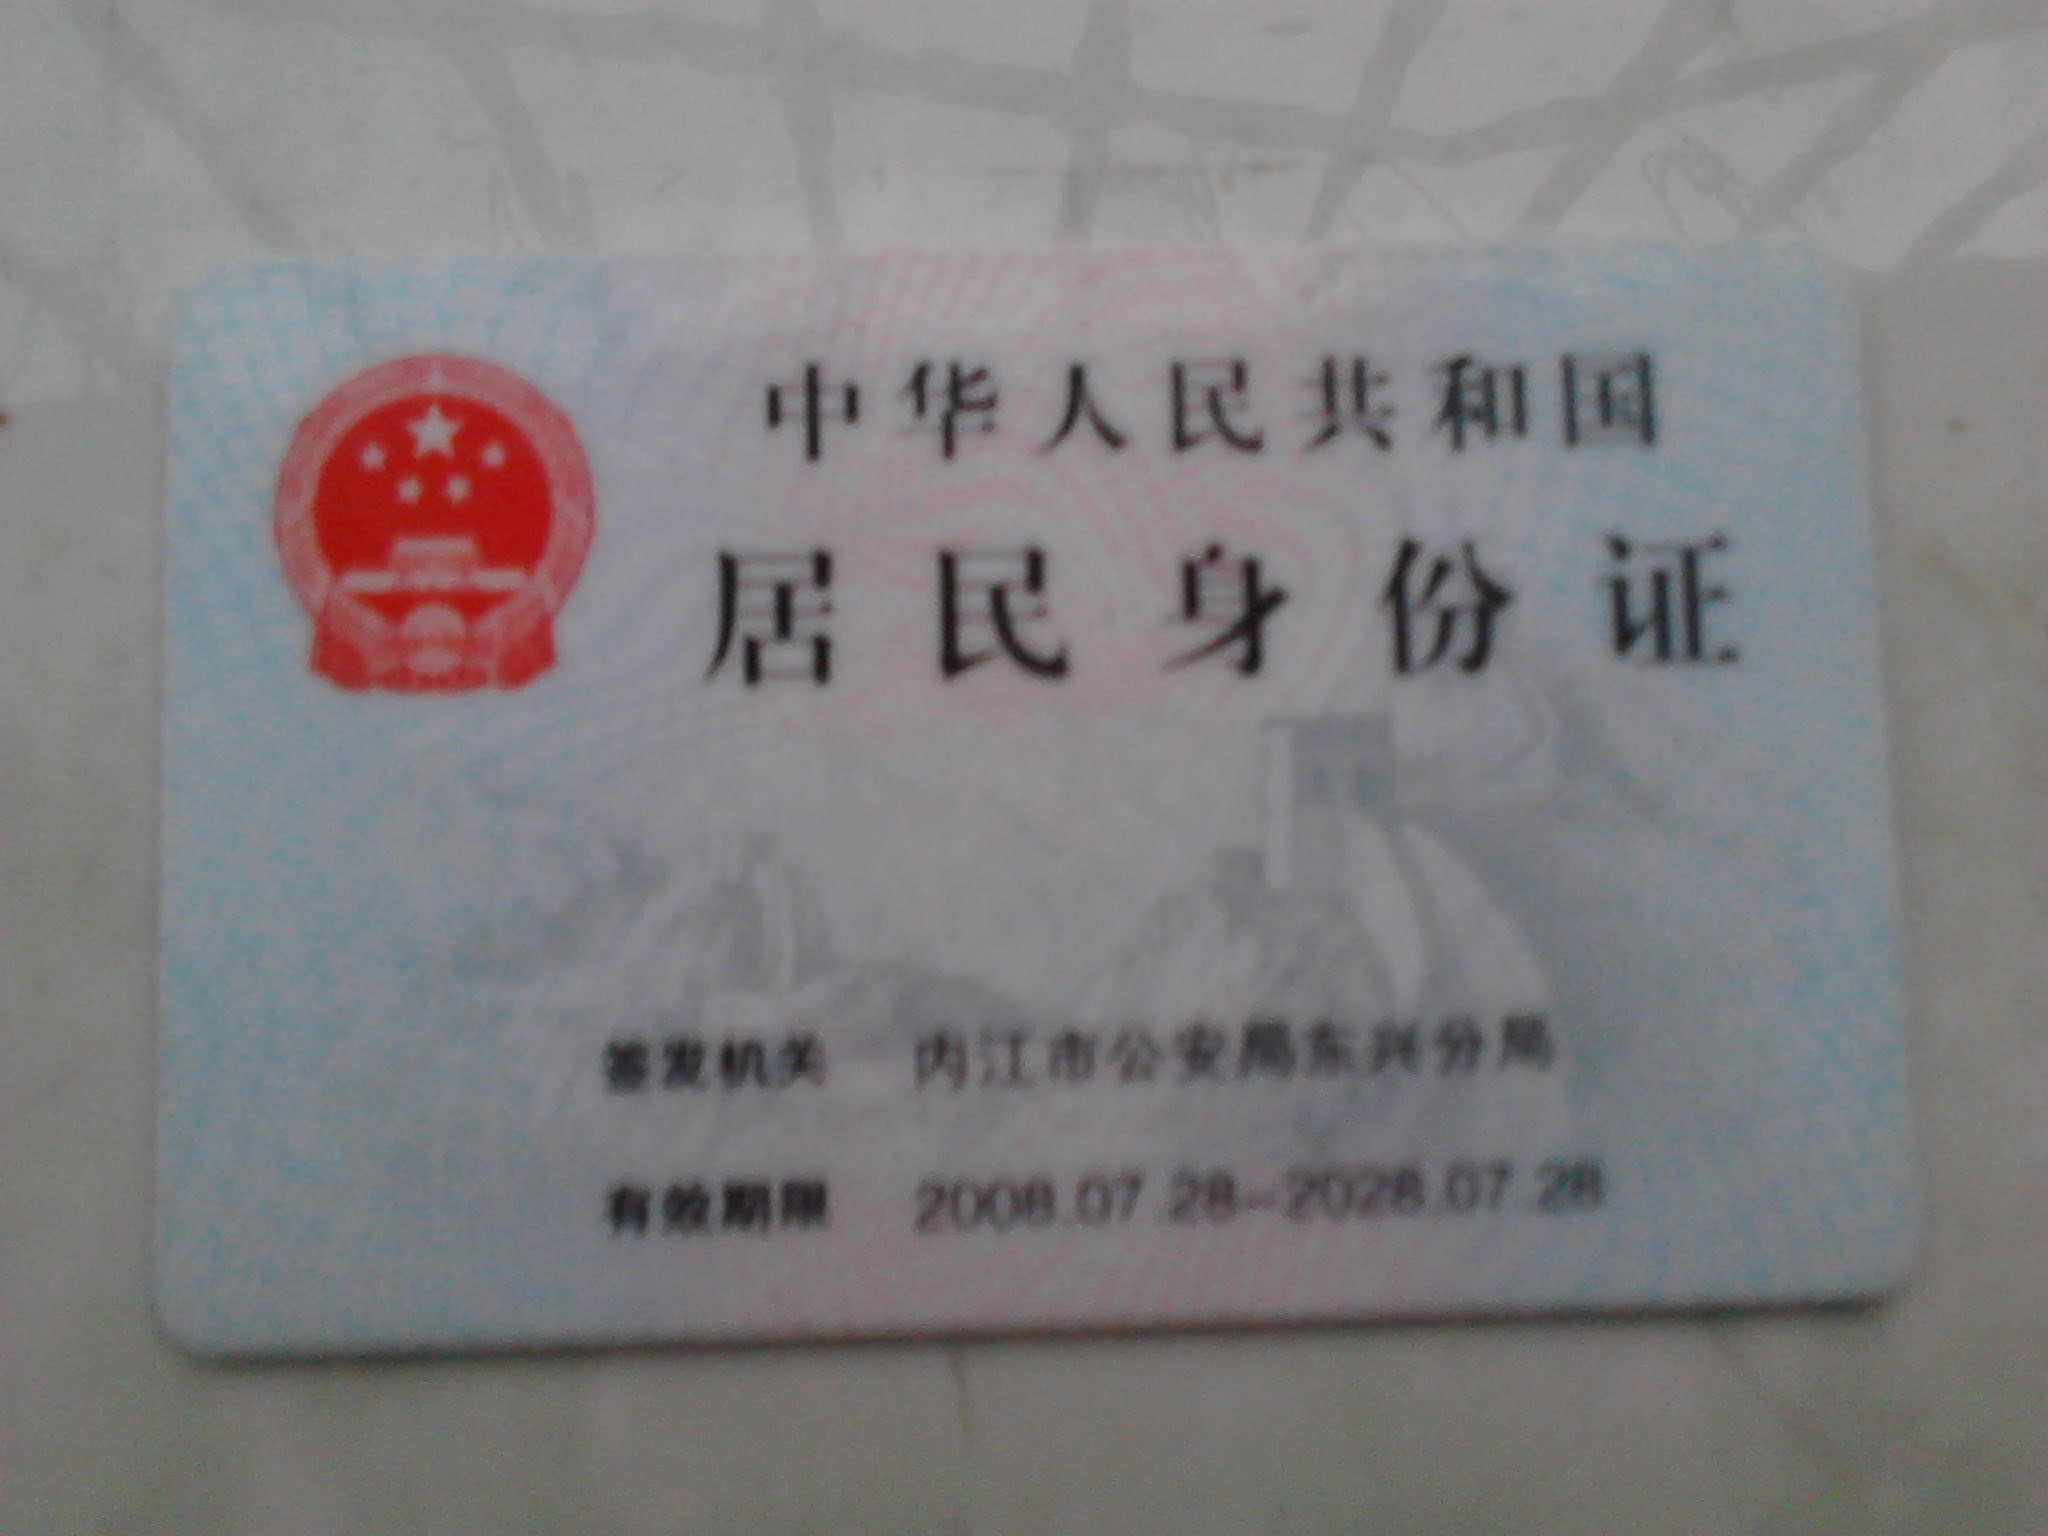 中华人民共和国
居民身份证
签发机关 内江市公安局东兴分局
有效期限 2008.07.28-2028.07.28